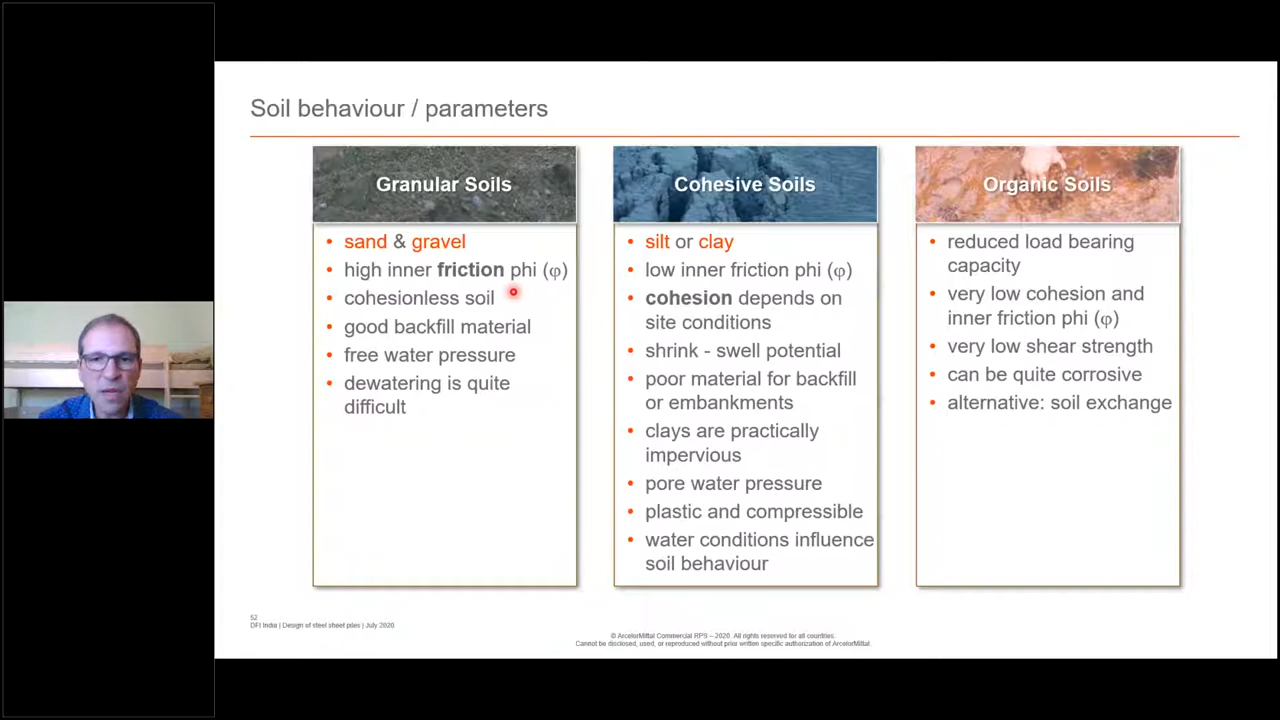 Soil behaviour / parameters
Granular Soils
• sand & gravel
• high inner friction phi (φ)
• cohesionless soil
• good backfill material
• free water pressure
• dewatering is quite
difficult
Cohesive Soils
• silt or clay
• low inner friction phi (φ)
• cohesion depends on
site conditions
• shrink - swell potential
• poor material for backfill
or embankments
• clays are practically
impervious
• pore water pressure
• plastic and compressible
• water conditions influence
soil behaviour
Organic Soils
• reduced load bearing
capacity
• very low cohesion and
inner friction phi (φ)
• very low shear strength
• can be quite corrosive
• alternative: soil exchange
52
DFI India | Design of steel sheet piles | July 2020
© ArcelorMittal Commercial RPS – 2020. All rights reserved for all countries.
Cannot be disclosed, used, or reproduced without prior written specific authorization of ArcelorMittal.